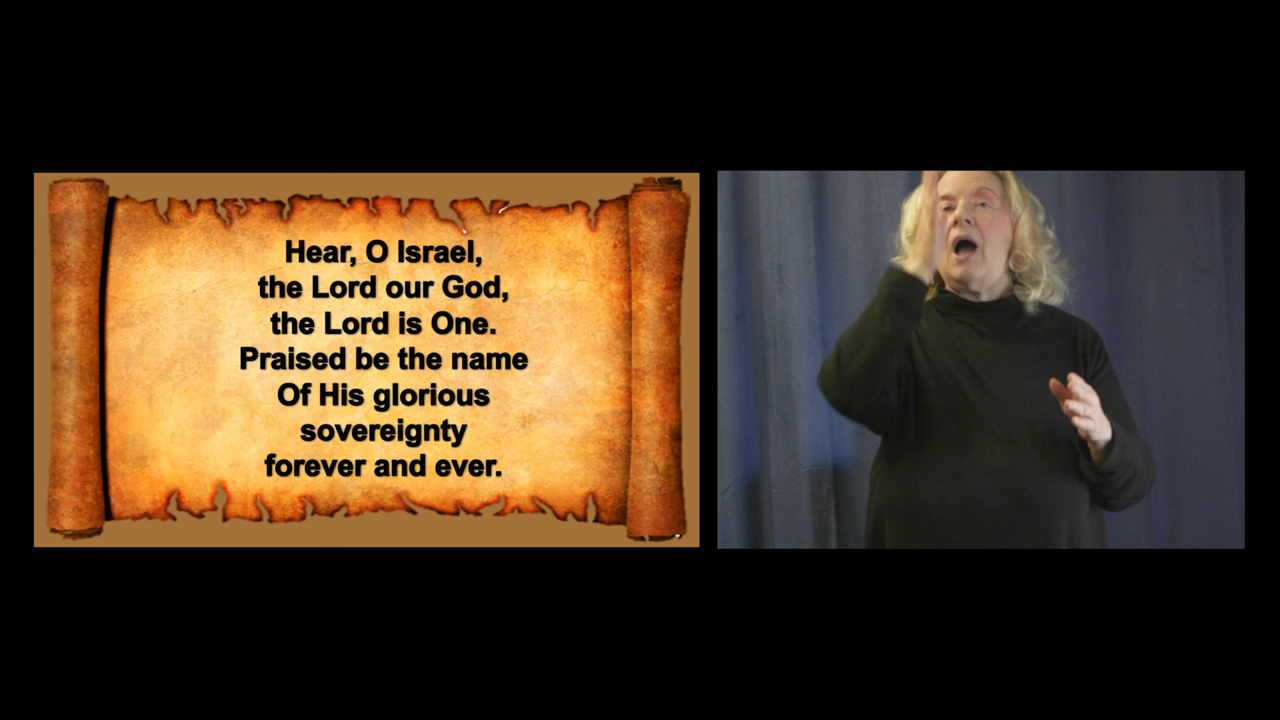 Hear, O Israel,
the Lord our God,
the Lord is One.
Praised be the name
Of His glorious
sovereignty
forever and ever.